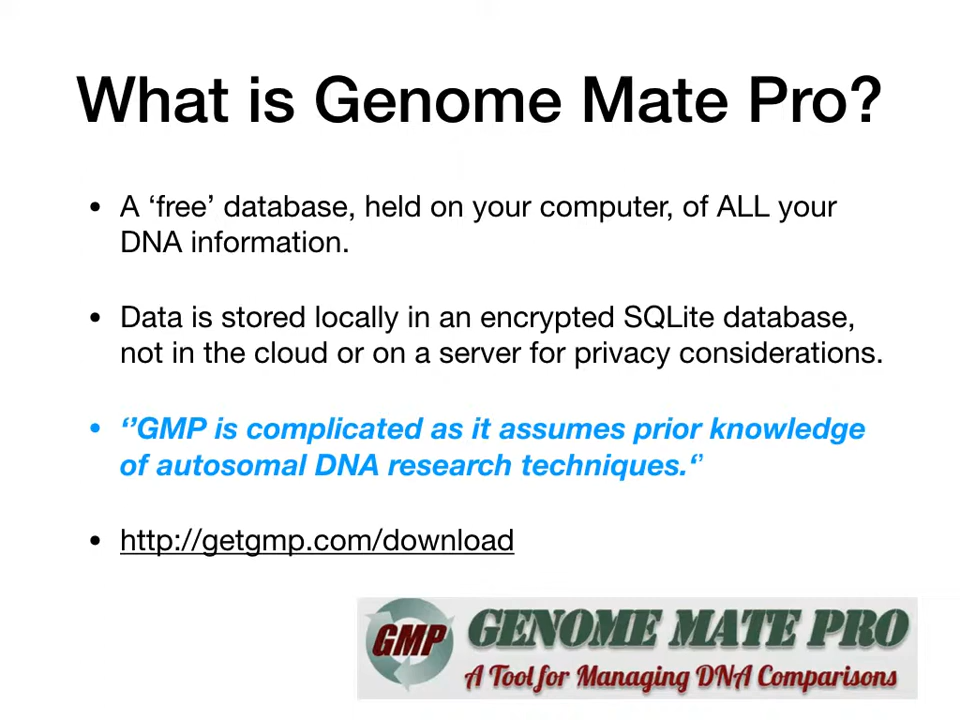 What is Genome Mate Pro?
• A ‘free’ database, held on your computer, of ALL your
DNA information.
• Data is stored locally in an encrypted SQLite database,
not in the cloud or on a server for privacy considerations.
• ‘’GMP is complicated as it assumes prior knowledge
of autosomal DNA research techniques.‘’
• http://getgmp.com/download
GMP GENOME MATE PRO
A Tool for Managing DNA Comparisons